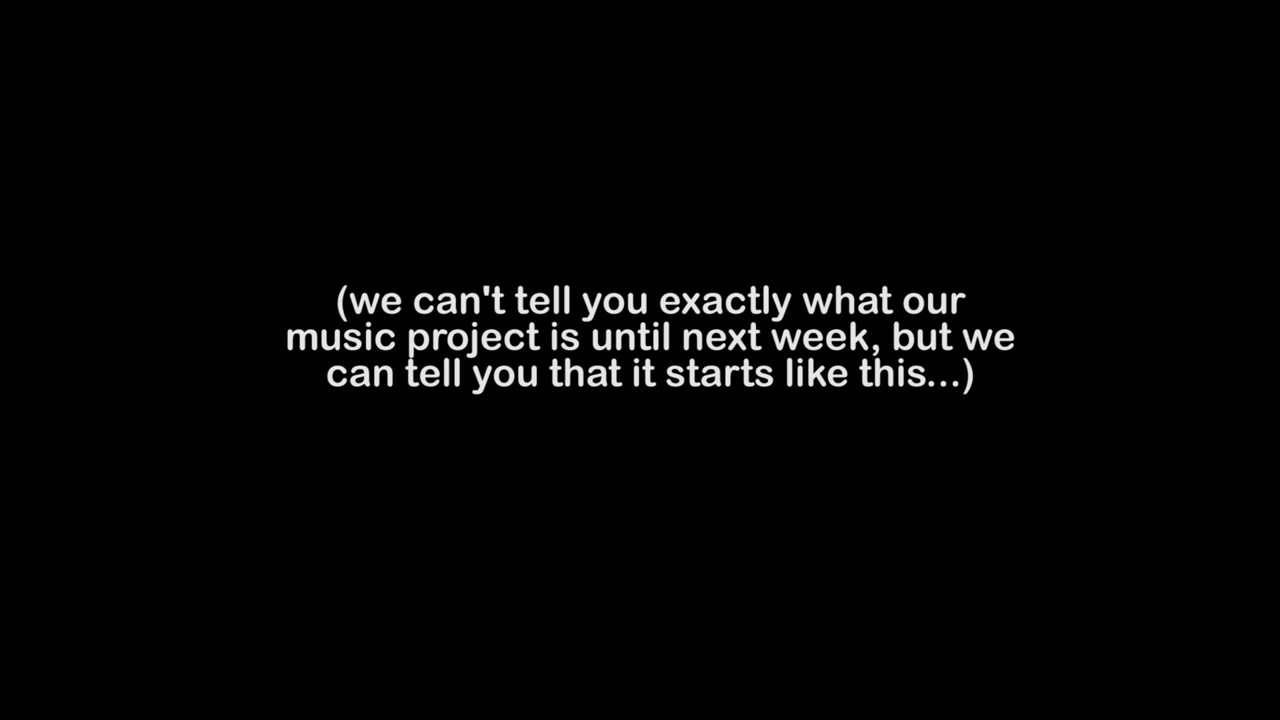 (we can't tell you exactly what our
music project is until next week, but we
can tell you that it starts like this...)